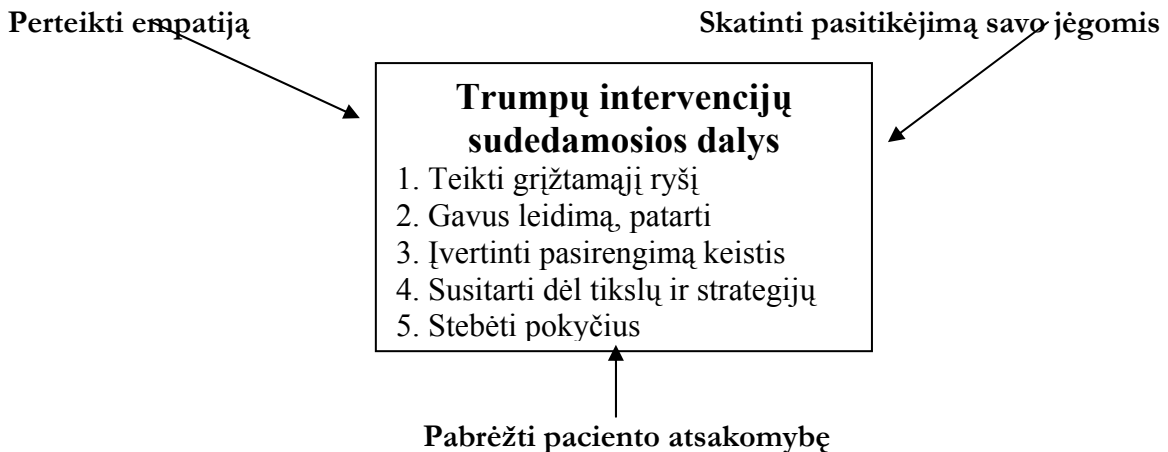 Perteikti empatiją
Skatinti pasitikėjimą savo jėgomis
Trumpų intervencijų
sudedamosios dalys
1. Teikti grįžtamąjį ryšį
2. Gavus leidimą, patarti
3. Įvertinti pasirengimą keistis
4. Susitarti dėl tikslų ir strategijų
5. Stebėti pokyčius
Pabrėžti paciento atsakomybę